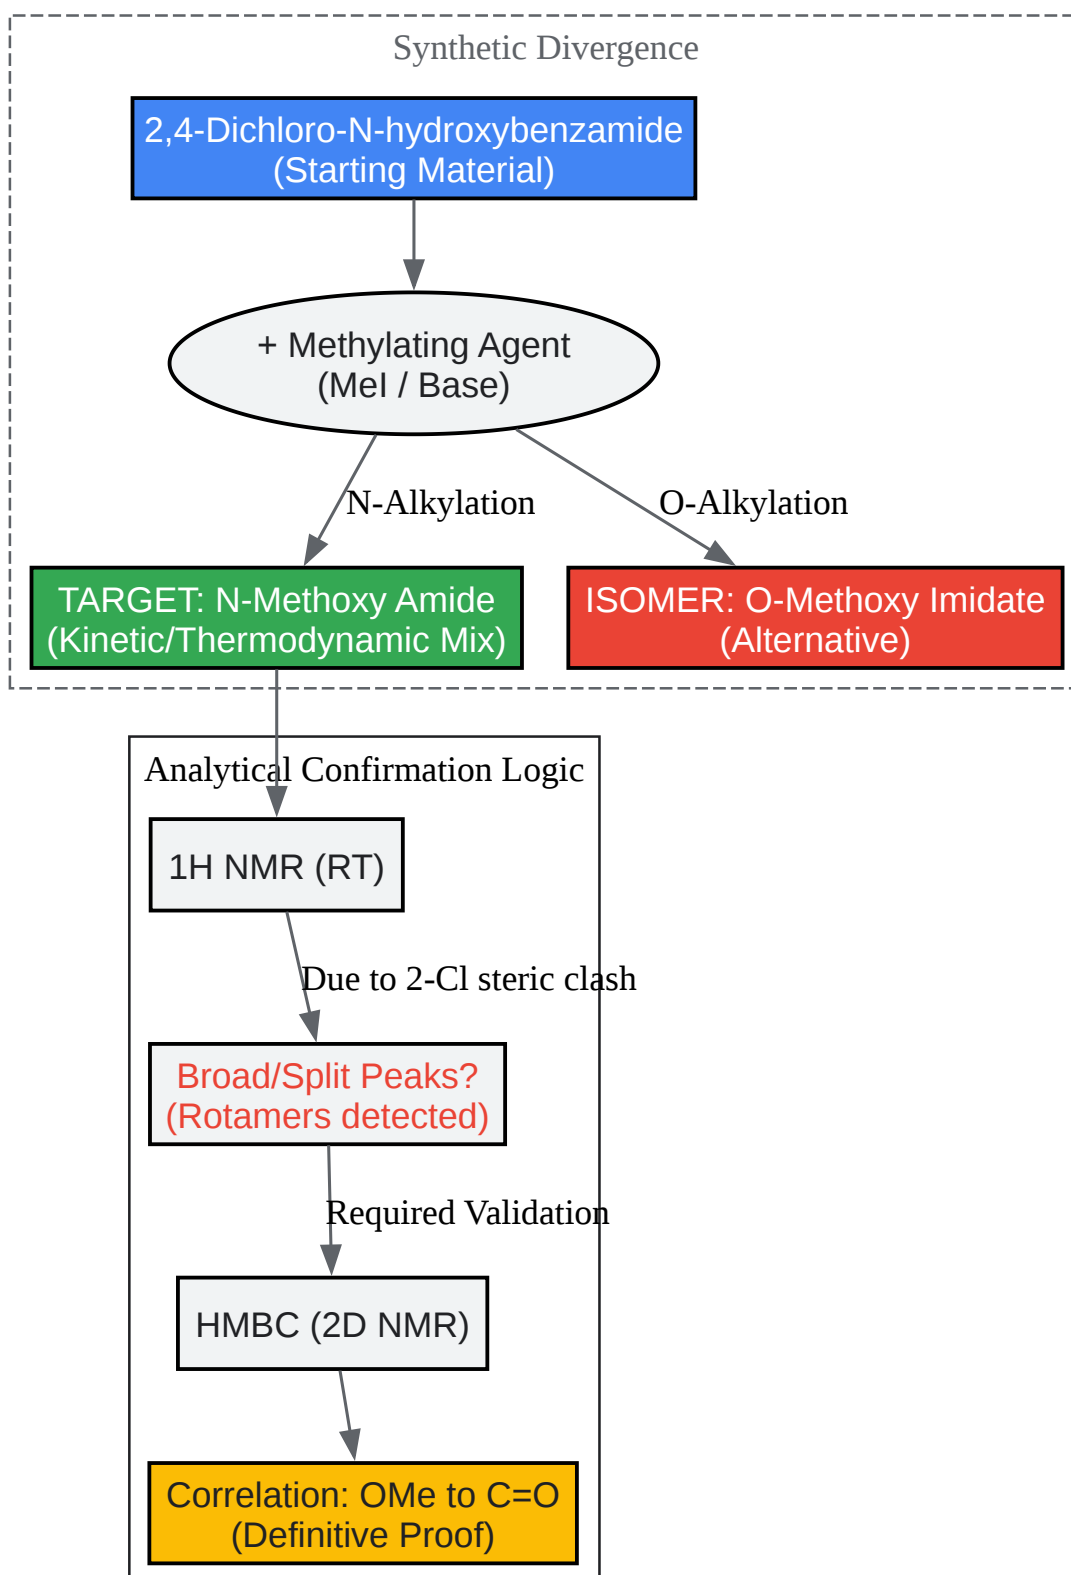 Synthetic Divergence
2,4-Dichloro-N-hydroxybenzamide
(Starting Material)
+ Methylating Agent
(MeI / Base)
N-Alkylation
O-Alkylation
TARGET: N-Methoxy Amide
(Kinetic/Thermodynamic Mix)
ISOMER: O-Methoxy Imidate
(Alternative)
Analytical Confirmation Logic
1H NMR (RT)
Due to 2-Cl steric clash
Broad/Split Peaks?
(Rotamers detected)
Required Validation
HMBC (2D NMR)
Correlation: OMe to C=O
(Definitive Proof)